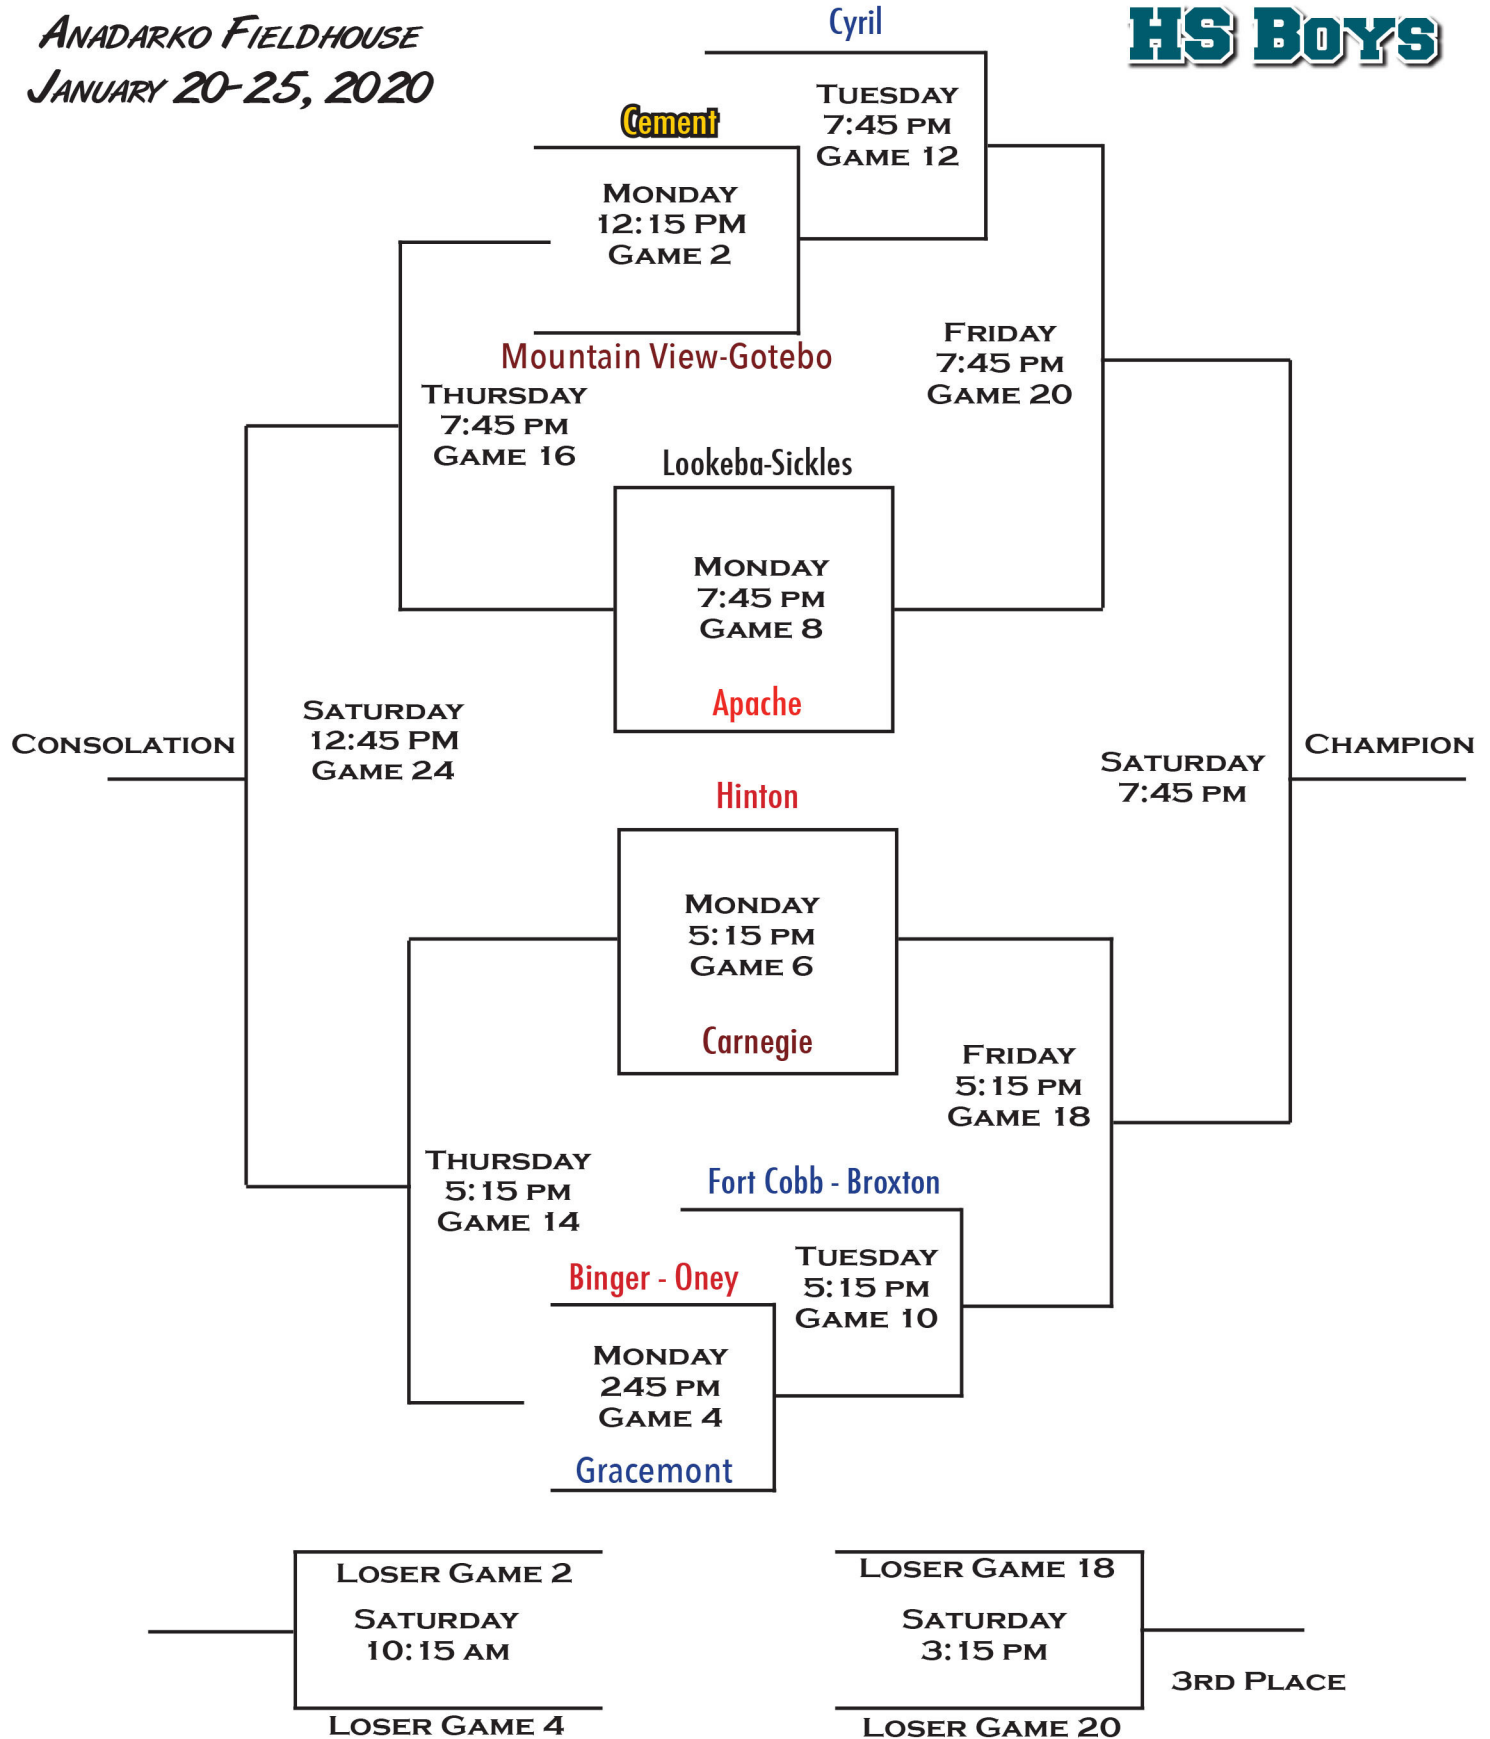 Anadarko Fieldhouse
January 20-25, 2020
HS Boys
Cyril
Tuesday
7:45 pm
Game 12
Cement
Monday
12:15 PM
Game 2
Mountain View-Gotebo
Friday
7:45 pm
Game 20
Thursday
7:45 pm
Game 16
Lookeba-Sickles
Monday
7:45 pm
Game 8
Apache
Saturday
12:45 PM
Game 24
Consolation
Champion
Saturday
7:45 pm
Hinton
Monday
5:15 pm
Game 6
Carnegie
Friday
5:15 pm
Game 18
Thursday
5:15 pm
Game 14
Fort Cobb - Broxton
Tuesday
5:15 pm
Game 10
Binger - Oney
Monday
245 pm
Game 4
Gracemont
Loser Game 2
Saturday
10:15 am
Loser Game 4
Loser Game 18
Saturday
3:15 pm
3rd Place
Loser Game 20